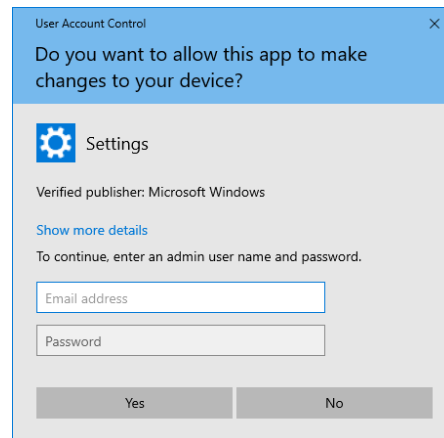 User Account Control
Do you want to allow this app to make
changes to your device?
Settings
Verified publisher: Microsoft Windows
Show more details
To continue, enter an admin user name and password.
Email address
Password
Yes No